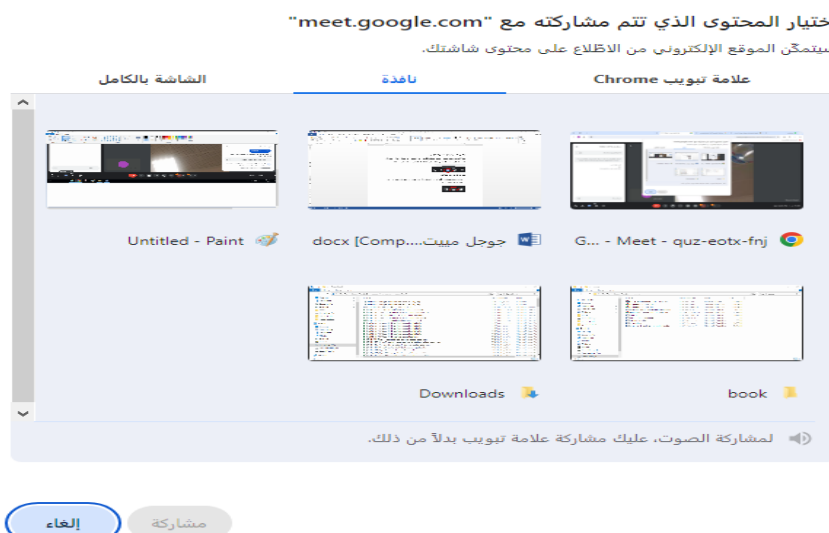 ختيار المحتوى الذي تتم مشاركته مع "meet.google.com"
سيتمكّن الموقع الإلكتروني من الاطّلاع على محتوى شاشتك.
علامة تبويب Chrome
نافذة
الشاشة بالكامل
G... - Meet - quz-eotx-fnj
جوجل مييت....docx [Comp
Untitled - Paint
book
Downloads
لمشاركة الصوت، عليك مشاركة علامة تبويب بدلاً من ذلك.
مشاركة
إلغاء